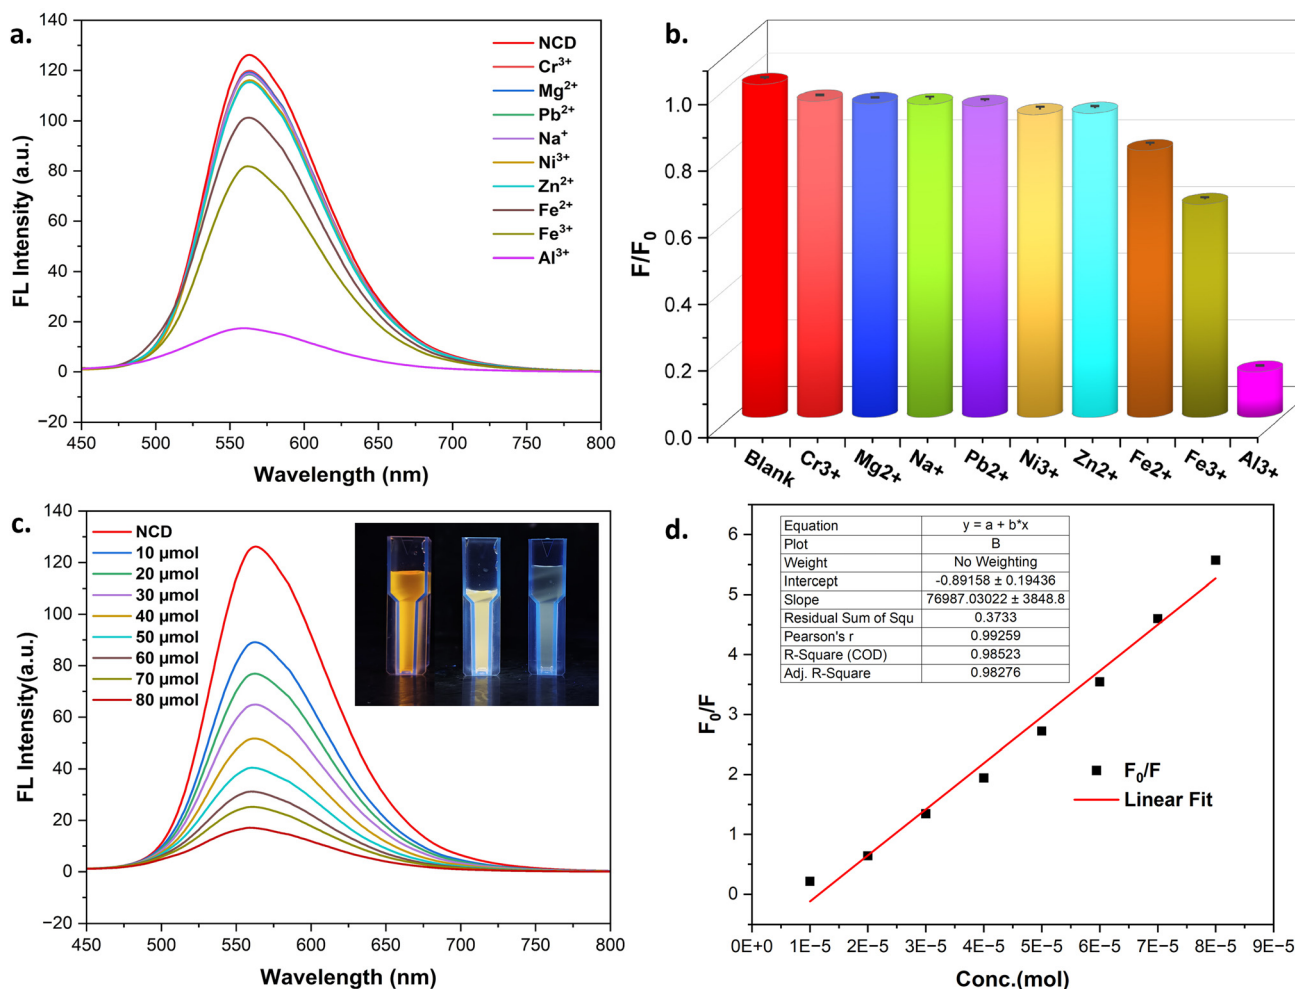 a.
140
120
100
80
60
40
20
0
−20
FL Intensity (a.u.)
450 500 550 600 650 700 750 800
Wavelength (nm)
NCD
Cr3+
Mg2+
Pb2+
Na+
Ni3+
Zn2+
Fe2+
Fe3+
Al3+
b.
1.0
0.8
0.6
0.4
0.2
0.0
F/F0
Blank Cr3+ Mg2+ Na+ Pb2+ Ni3+ Zn2+ Fe2+ Fe3+ Al3+
c.
140
120
100
80
60
40
20
0
−20
FL Intensity(a.u.)
450 500 550 600 650 700 750 800
Wavelength (nm)
NCD
10 µmol
20 µmol
30 µmol
40 µmol
50 µmol
60 µmol
70 µmol
80 µmol
d.
6
5
4
3
2
1
0
F0/F
0E+0 1E−5 2E−5 3E−5 4E−5 5E−5 6E−5 7E−5 8E−5 9E−5
Conc.(mol)
Equation y = a + b*x
Plot B
Weight No Weighting
Intercept -0.89158 ± 0.19436
Slope 76987.03022 ± 3848.8
Residual Sum of Squ 0.3733
Pearson's r 0.99259
R-Square (COD) 0.98523
Adj. R-Square 0.98276
F0/F
Linear Fit